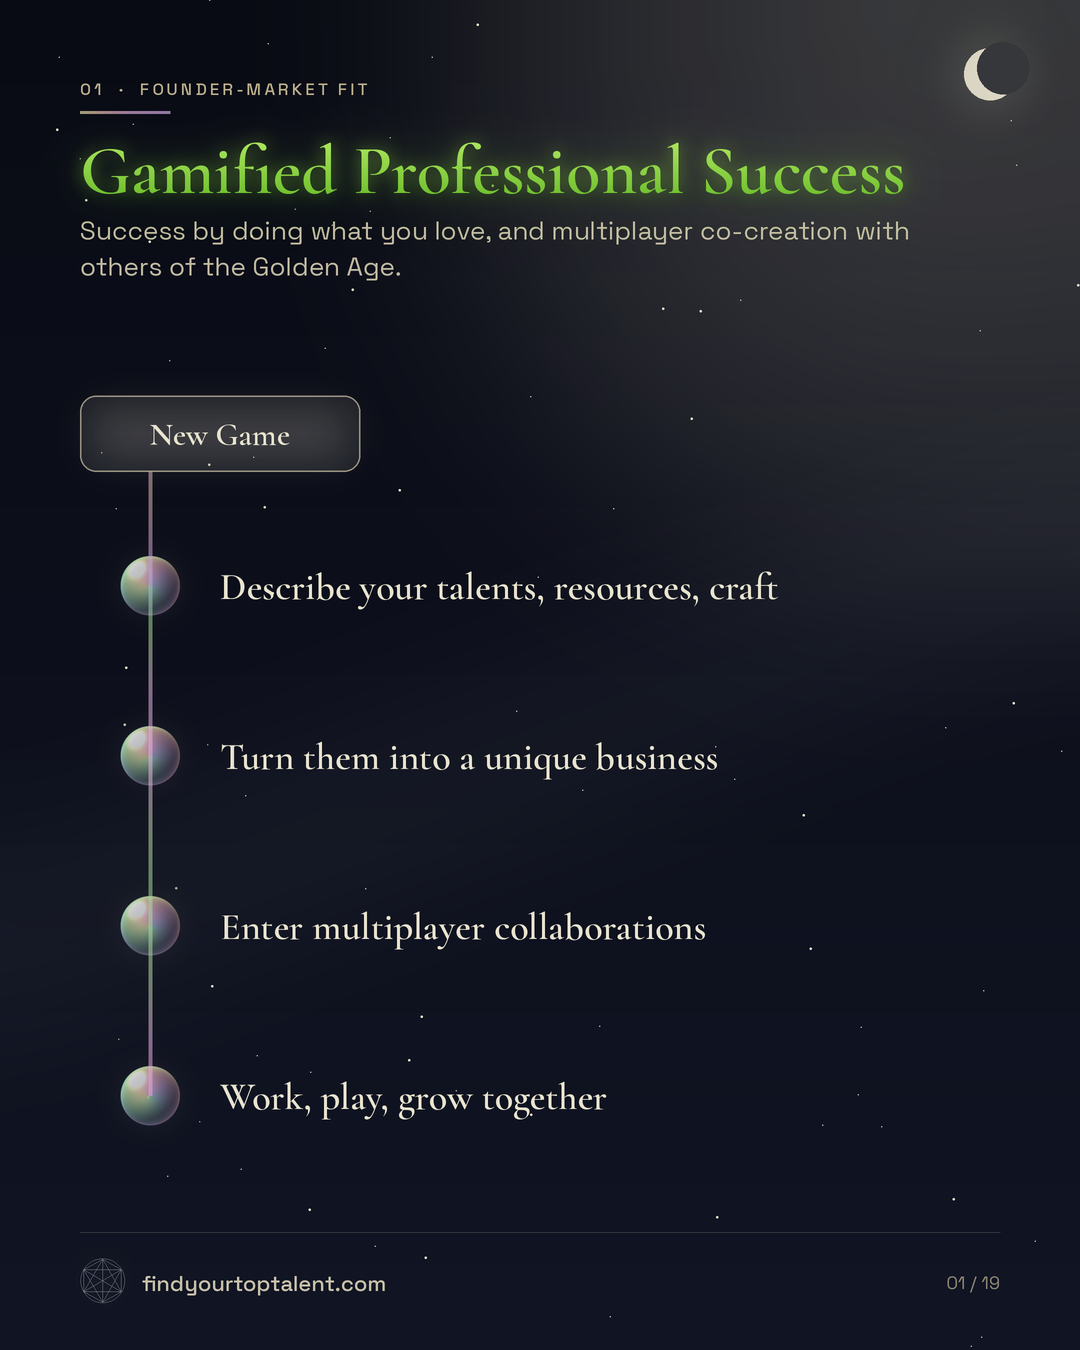 01 · FOUNDER-MARKET FIT
Gamified Professional Success
Success by doing what you love, and multiplayer co-creation with
others of the Golden Age.
New Game
Describe your talents, resources, craft
Turn them into a unique business
Enter multiplayer collaborations
Work, play, grow together
findyourtoptalent.com
01 / 19